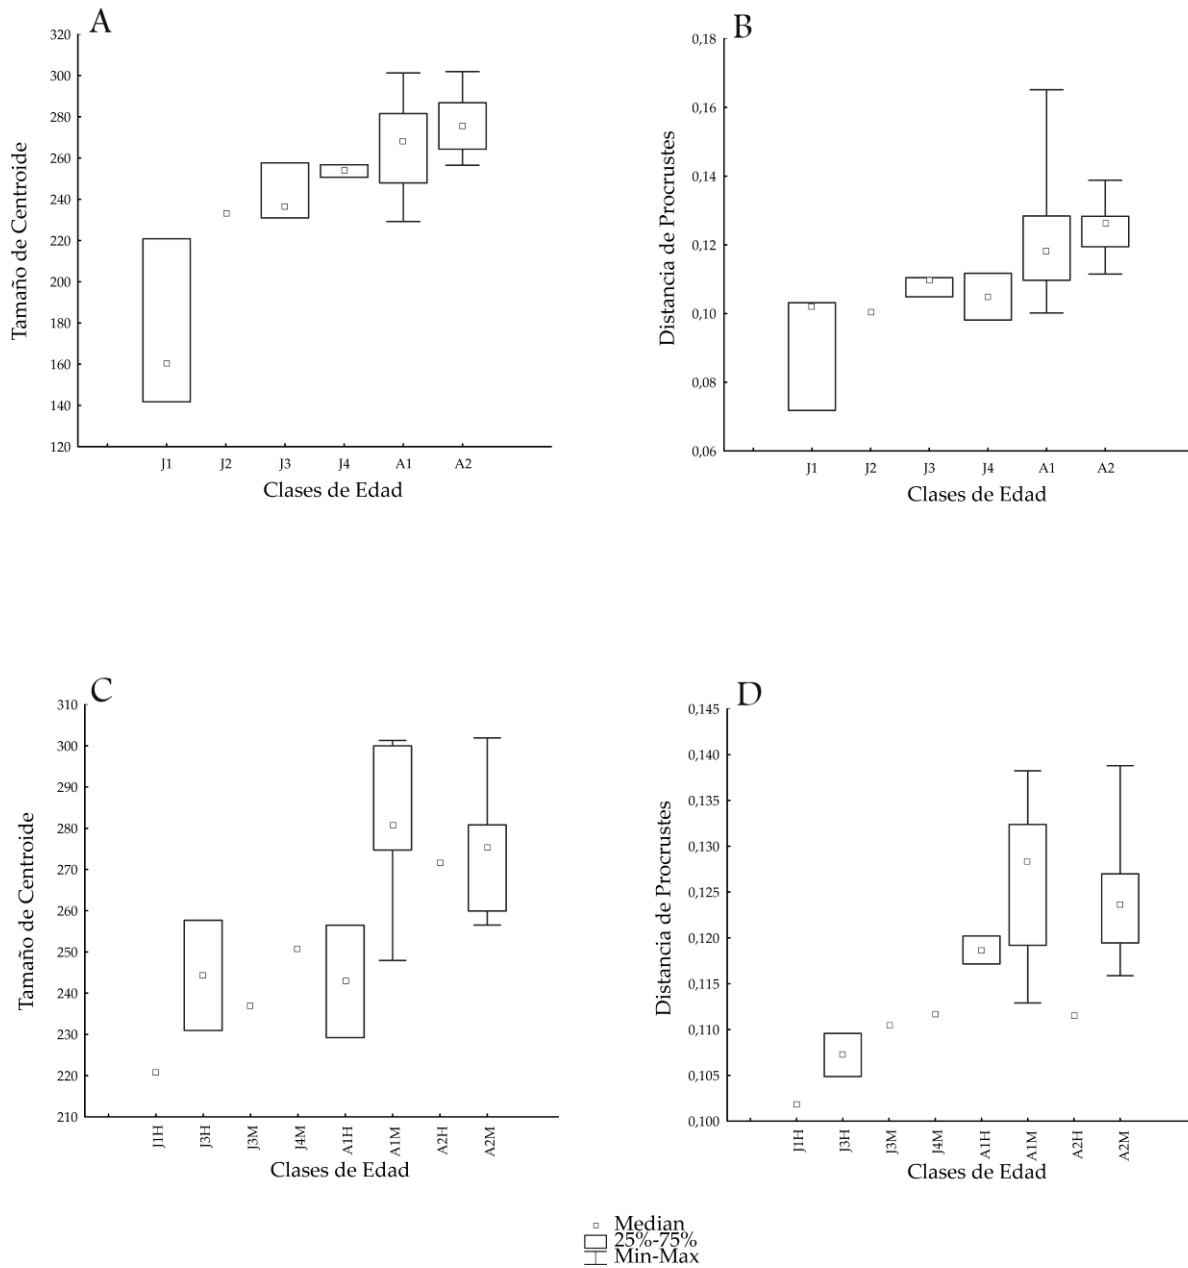 A
320
300
280
260
240
220
200
180
160
140
120
Tamaño de Centroide
J1 J2 J3 J4 A1 A2
Clases de Edad
B
0,18
0,16
0,14
0,12
0,10
0,08
0,06
Distancia de Procrustes
J1 J2 J3 J4 A1 A2
Clases de Edad
C
310
300
290
280
270
260
250
240
230
220
210
Tamaño de Centroide
J1H J3H J3M J4M A1H A1M A2H A2M
Clases de Edad
D
0,145
0,140
0,135
0,130
0,125
0,120
0,115
0,110
0,105
0,100
Distancia de Procrustes
J1H J3H J3M J4M A1H A1M A2H A2M
Clases de Edad
Median
25%-75%
Min-Max